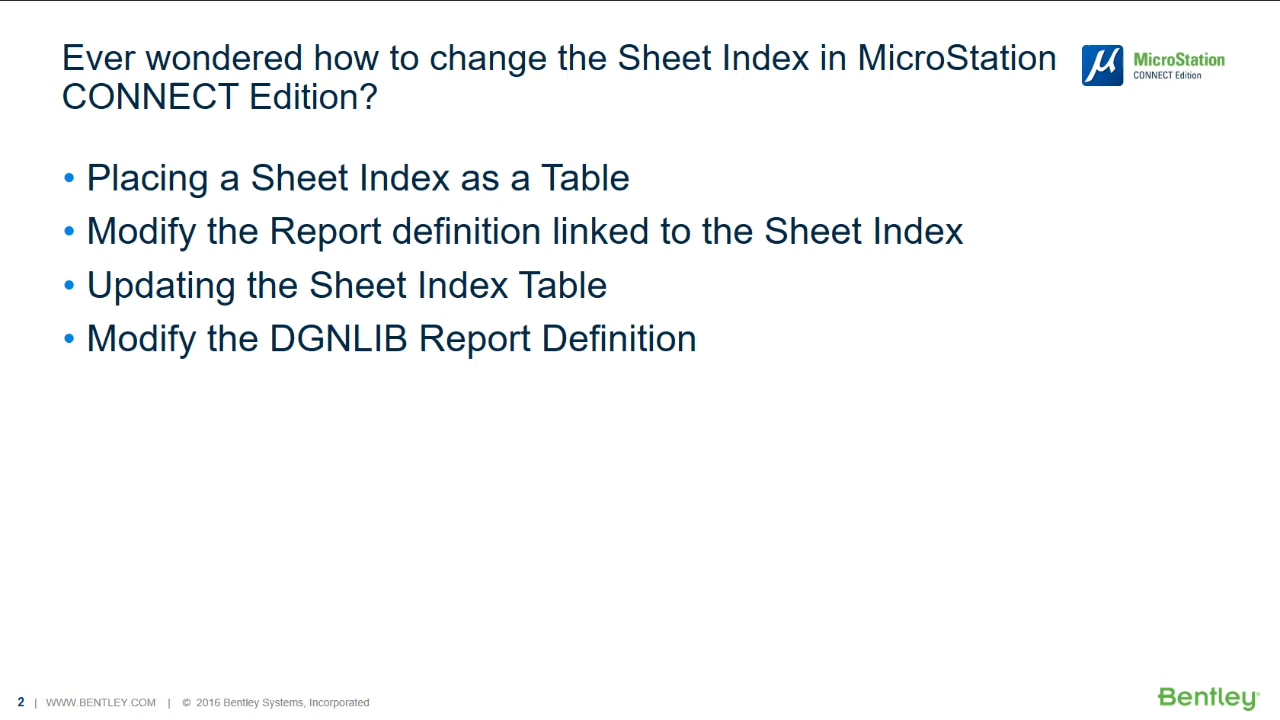 Ever wondered how to change the Sheet Index in MicroStation
CONNECT Edition?
MicroStation
CONNECT Edition
• Placing a Sheet Index as a Table
• Modify the Report definition linked to the Sheet Index
• Updating the Sheet Index Table
• Modify the DGNLIB Report Definition
2 | WWW.BENTLEY.COM | © 2016 Bentley Systems, Incorporated
Bentley®